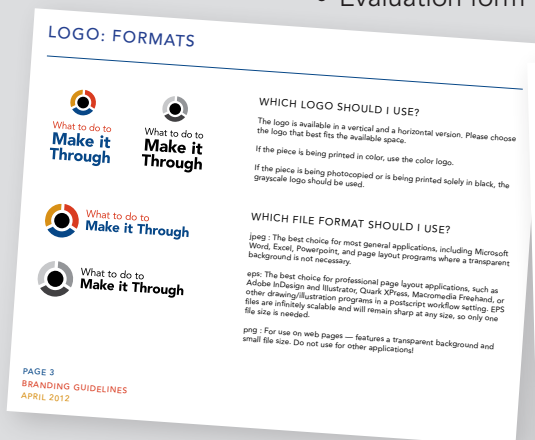 • Evaluation form
LOGO: FORMATS
What to do to
Make it
Through
What to do to
Make it
Through
WHICH LOGO SHOULD I USE?
The logo is available in a vertical and a horizontal version. Please choose
the logo that best fits the available space.
If the piece is being printed in color, use the color logo.
If the piece is being photocopied or is being printed solely in black, the
grayscale logo should be used.
What to do to
Make it Through
What to do to
Make it Through
WHICH FILE FORMAT SHOULD I USE?
jpeg : The best choice for most general applications, including Microsoft
Word, Excel, Powerpoint, and page layout programs where a transparent
background is not necessary.
eps: The best choice for professional page layout applications, such as
Adobe InDesign and Illustrator, Quark XPress, Macromedia Freehand, or
other drawing/illustration programs in a postscript workflow setting. EPS
files are infinitely scalable and will remain sharp at any size, so only one
file size is needed.
png : For use on web pages — features a transparent background and
small file size. Do not use for other applications!
PAGE 3
BRANDING GUIDELINES
APRIL 2012